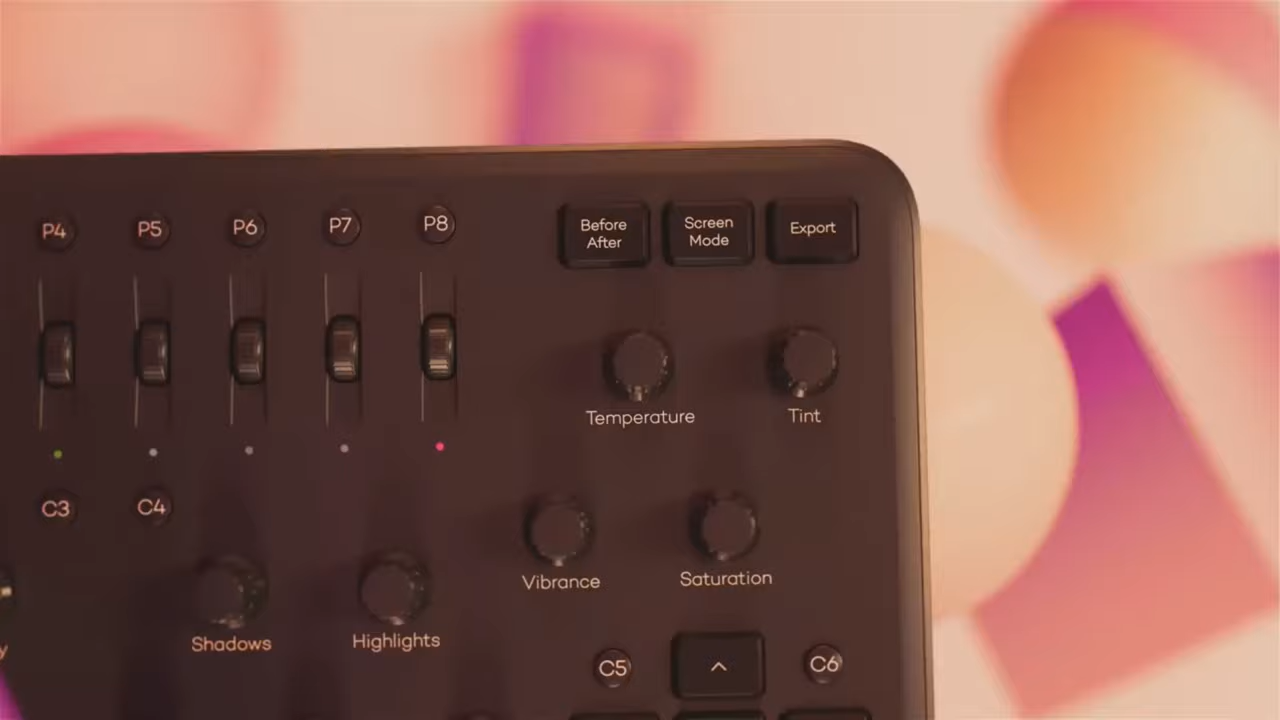 P4
P5
P6
P7
P8
Before
After
Screen
Mode
Export
Temperature
Tint
C3
C4
Vibrance
Saturation
Shadows
Highlights
y
C5
^
C6